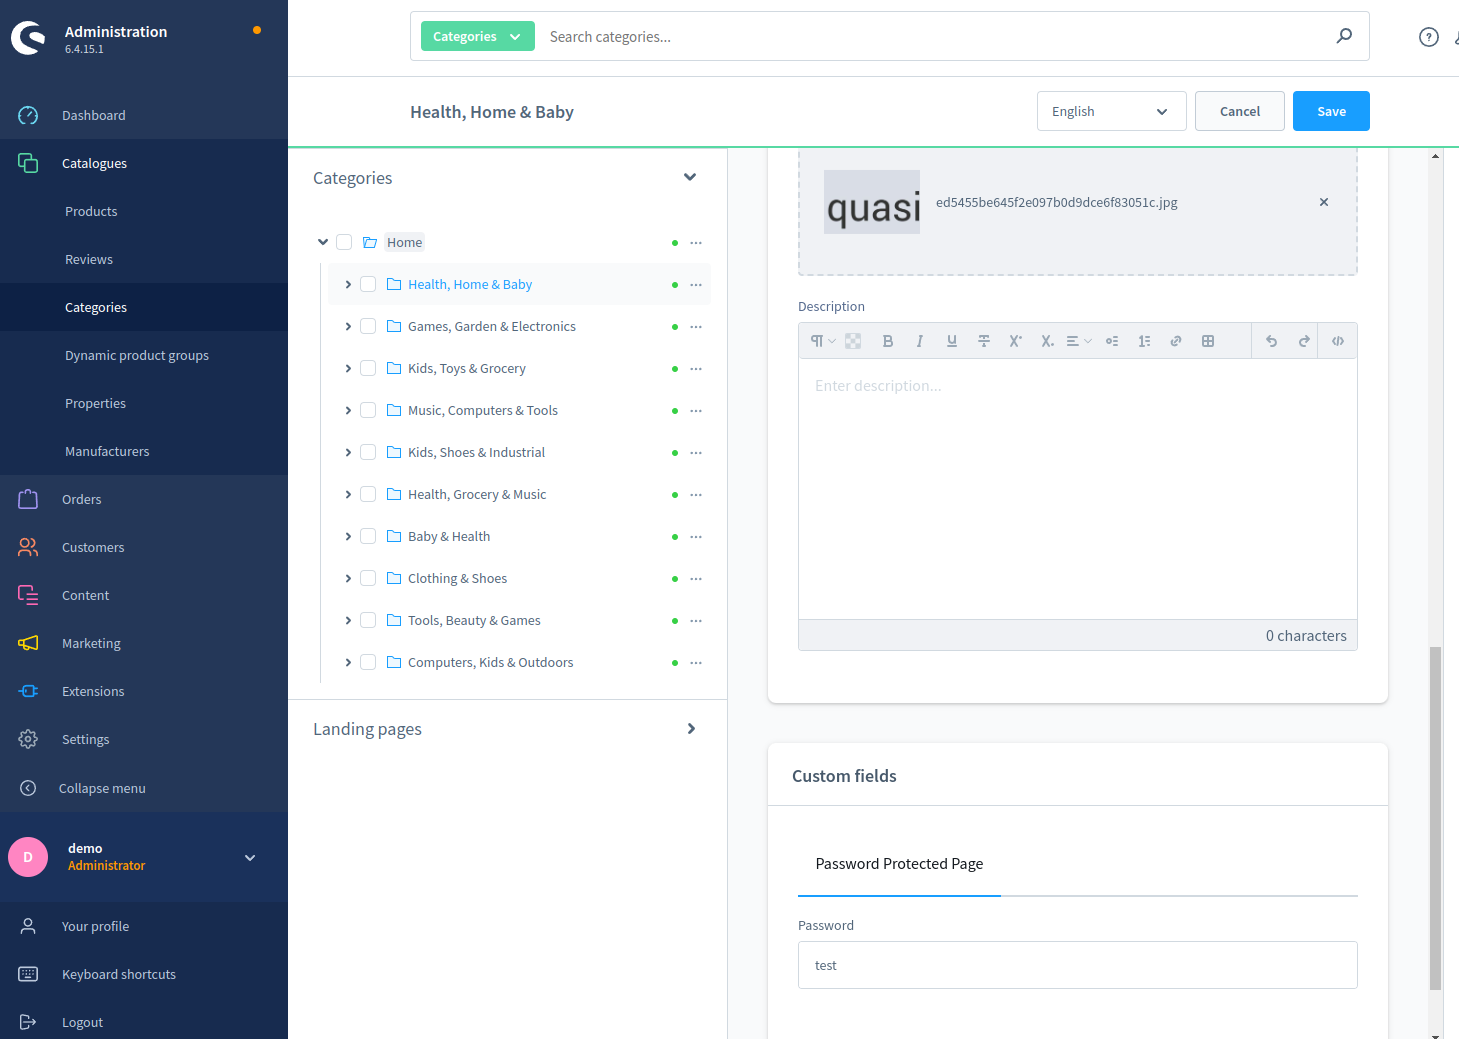 Administration
6.4.15.1
Dashboard
Catalogues
Products
Reviews
Categories
Dynamic product groups
Properties
Manufacturers
Orders
Customers
Content
Marketing
Extensions
Settings
Collapse menu
D
demo
Administrator
Your profile
Keyboard shortcuts
Logout
Categories
Search categories...
Health, Home & Baby
English
Cancel
Save
Categories
Home
Health, Home & Baby
Games, Garden & Electronics
Kids, Toys & Grocery
Music, Computers & Tools
Kids, Shoes & Industrial
Health, Grocery & Music
Baby & Health
Clothing & Shoes
Tools, Beauty & Games
Computers, Kids & Outdoors
Landing pages
quasi
ed5455be645f2e097b0d9dce6f83051c.jpg
Description
Enter description...
0 characters
Custom fields
Password Protected Page
Password
test